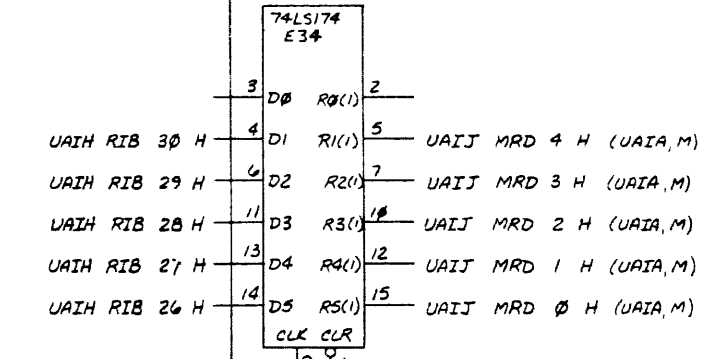 74LS174
E34
3 DØ RØ(1) 2
UAIH RIB 3Ø H 4 D1 R1(1) 5 UAIJ MRD 4 H (UAIA, M)
UAIH RIB 29 H 6 D2 R2(1) 7 UAIJ MRD 3 H (UAIA, M)
UAIH RIB 28 H 11 D3 R3(1) 1Ø UAIJ MRD 2 H (UAIA, M)
UAIH RIB 27 H 13 D4 R4(1) 12 UAIJ MRD 1 H (UAIA, M)
UAIH RIB 26 H 14 D5 R5(1) 15 UAIJ MRD Ø H (UAIA, M)
CLK CLR